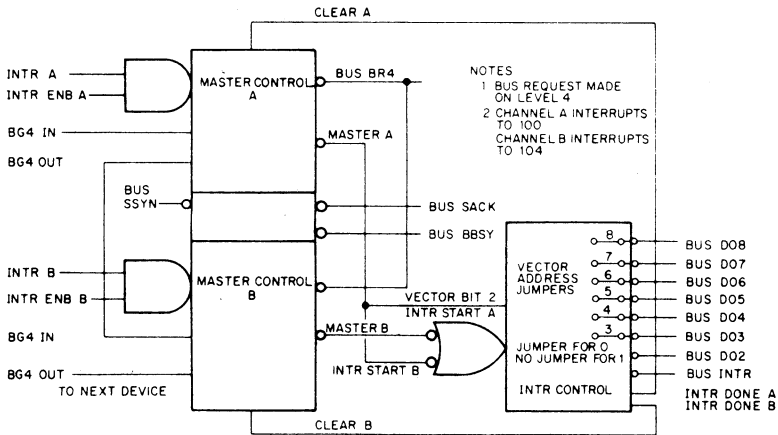 CLEAR A
INTR A
INTR ENB A
BG4 IN
BG4 OUT
MASTER CONTROL
A
BUS BR4
MASTER A
NOTES
1 BUS REQUEST MADE
ON LEVEL 4
2 CHANNEL A INTERRUPTS
TO 100
CHANNEL B INTERRUPTS
TO 104
BUS
SSYN
BUS SACK
BUS BBSY
INTR B
INTR ENB B
BG4 IN
BG4 OUT
TO NEXT DEVICE
MASTER CONTROL
B
VECTOR BIT 2
INTR START A
MASTER B
INTR START B
VECTOR
ADDRESS
JUMPERS
8
7
6
5
4
3
JUMPER FOR 0
NO JUMPER FOR 1
INTR CONTROL
BUS D08
BUS D07
BUS D06
BUS D05
BUS D04
BUS D03
BUS D02
BUS INTR
INTR DONE A
INTR DONE B
CLEAR B